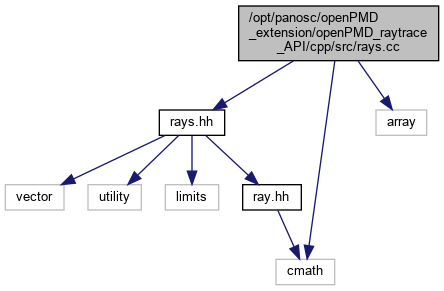 /opt/panosc/openPMD
_extension/openPMD_raytrace
_API/cpp/src/rays.cc
rays.hh
array
vector
utility
limits
ray.hh
cmath